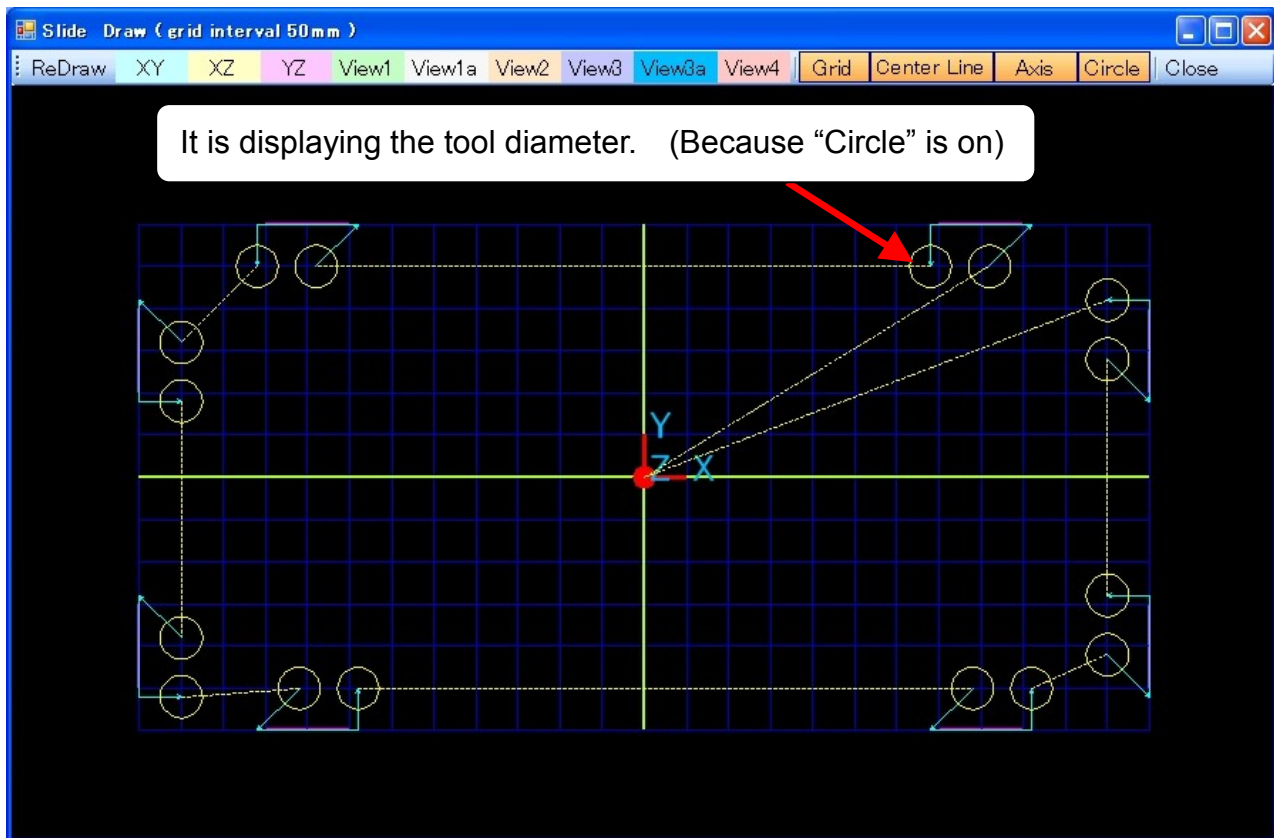 Slide Draw ( grid interval 50mm )
ReDraw XY XZ YZ View1 View1a View2 View3 View3a View4 Grid Center Line Axis Circle Close
It is displaying the tool diameter. (Because “Circle” is on)
Y
Z X